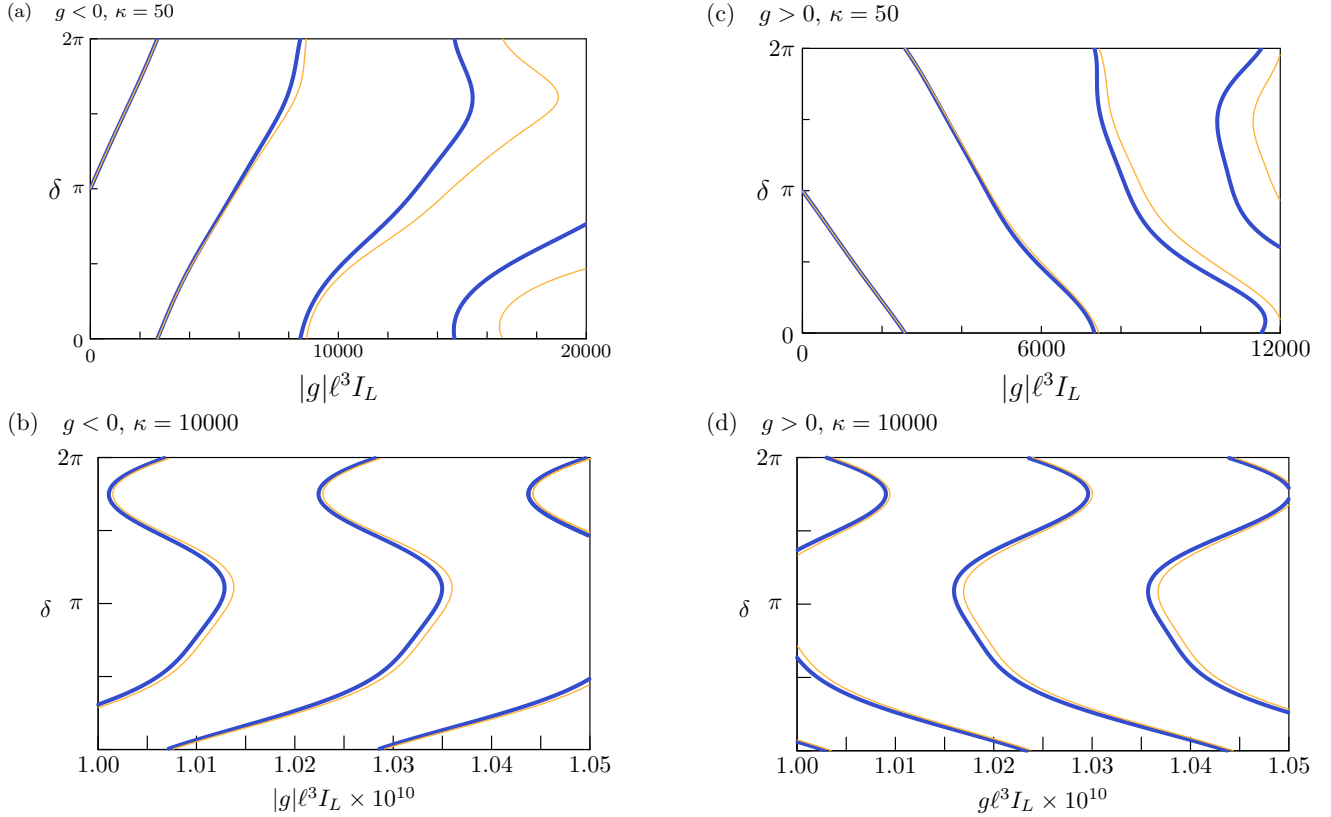 (a) g < 0, κ = 50
2π
δ
π
0
0 10000 20000
|g|ℓ³I_L
(b) g < 0, κ = 10000
2π
δ π
1.00 1.01 1.02 1.03 1.04 1.05
|g|ℓ³I_L × 10¹⁰
(c) g > 0, κ = 50
2π
δ π
0
0 6000 12000
|g|ℓ³I_L
(d) g > 0, κ = 10000
2π
δ π
1.00 1.01 1.02 1.03 1.04 1.05
gℓ³I_L × 10¹⁰